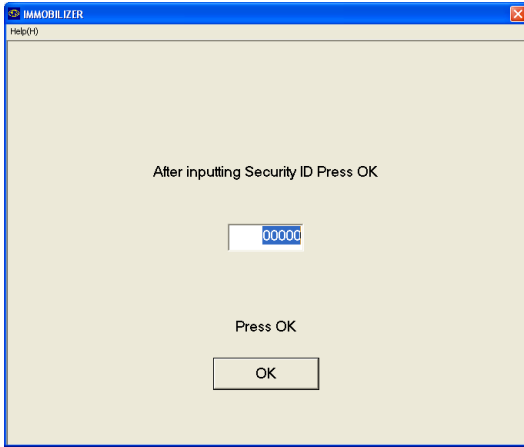 IMMOBILIZER
Help(H)
After inputting Security ID Press OK
00000
Press OK
OK